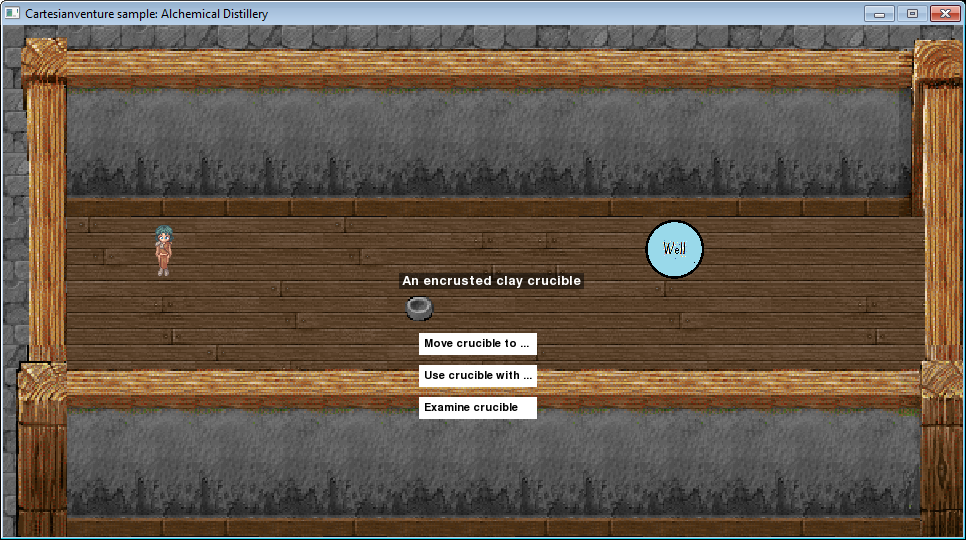 Cartesianventure sample: Alchemical Distillery
Well
An encrusted clay crucible
Move crucible to ...
Use crucible with ...
Examine crucible